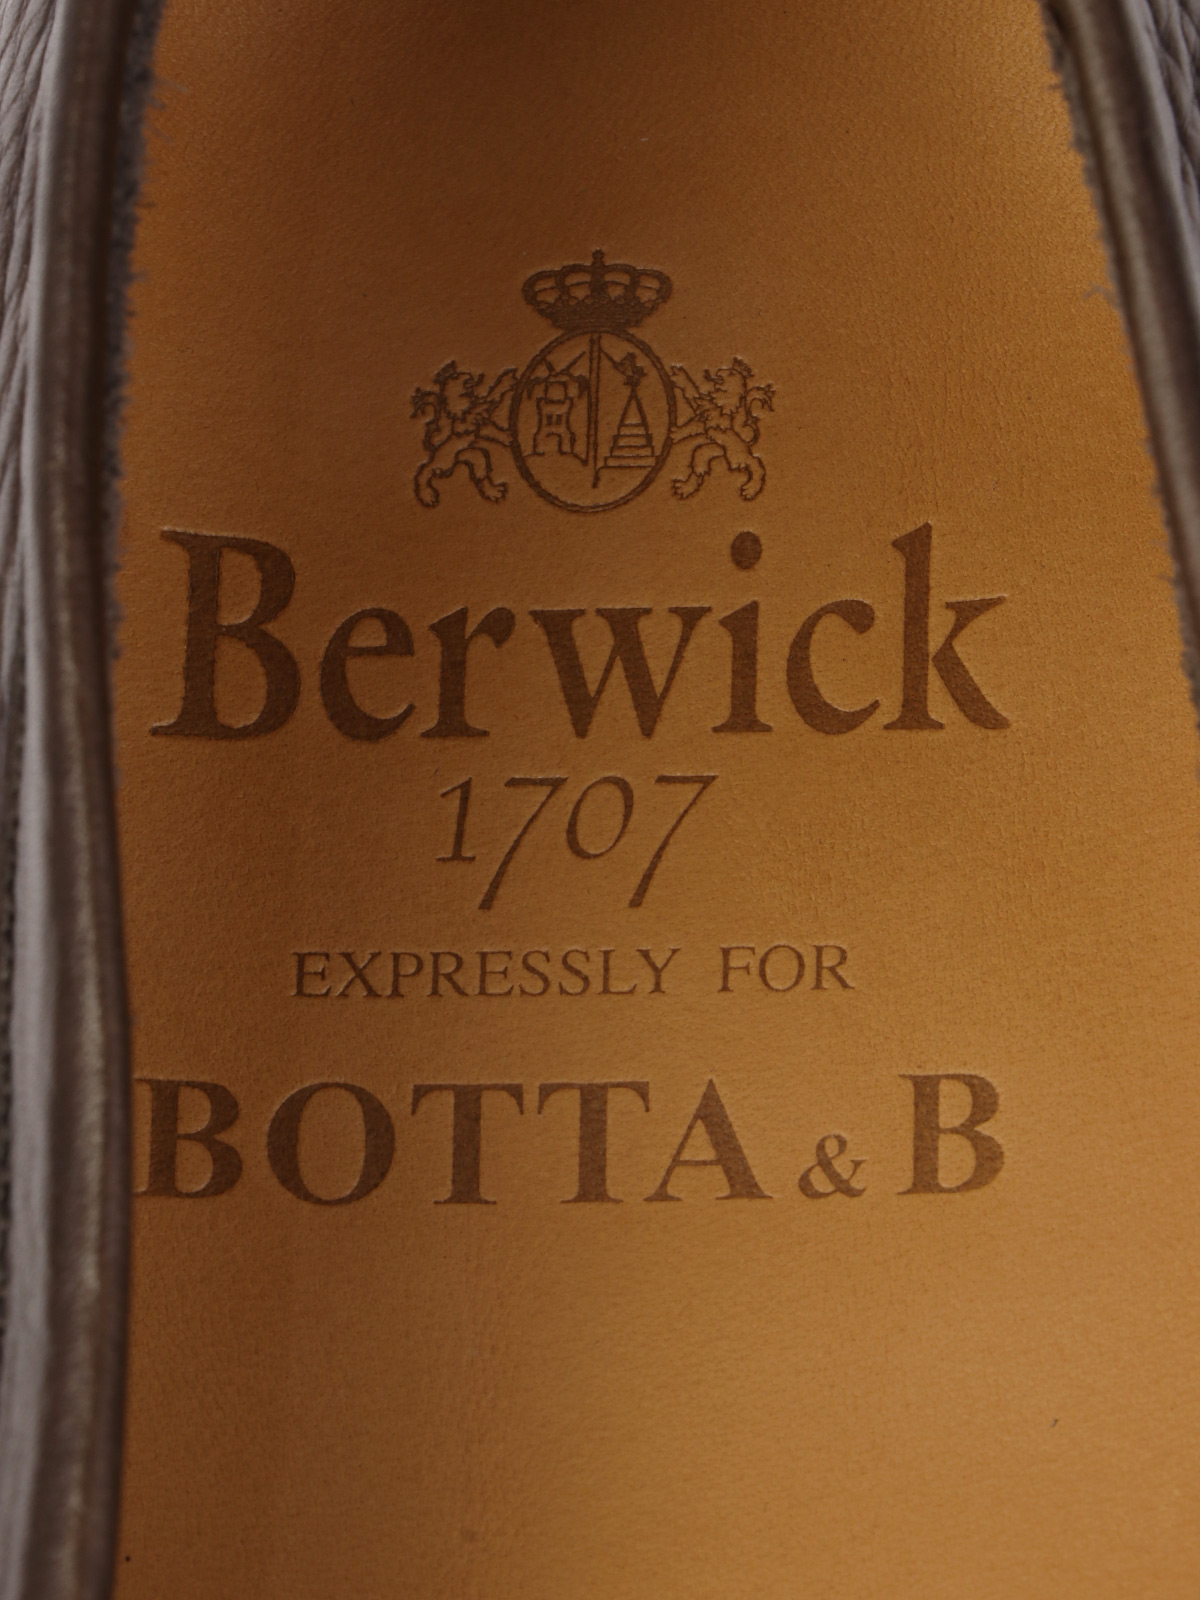 Berwick
1707
EXPRESSLY FOR
BOTTA & B